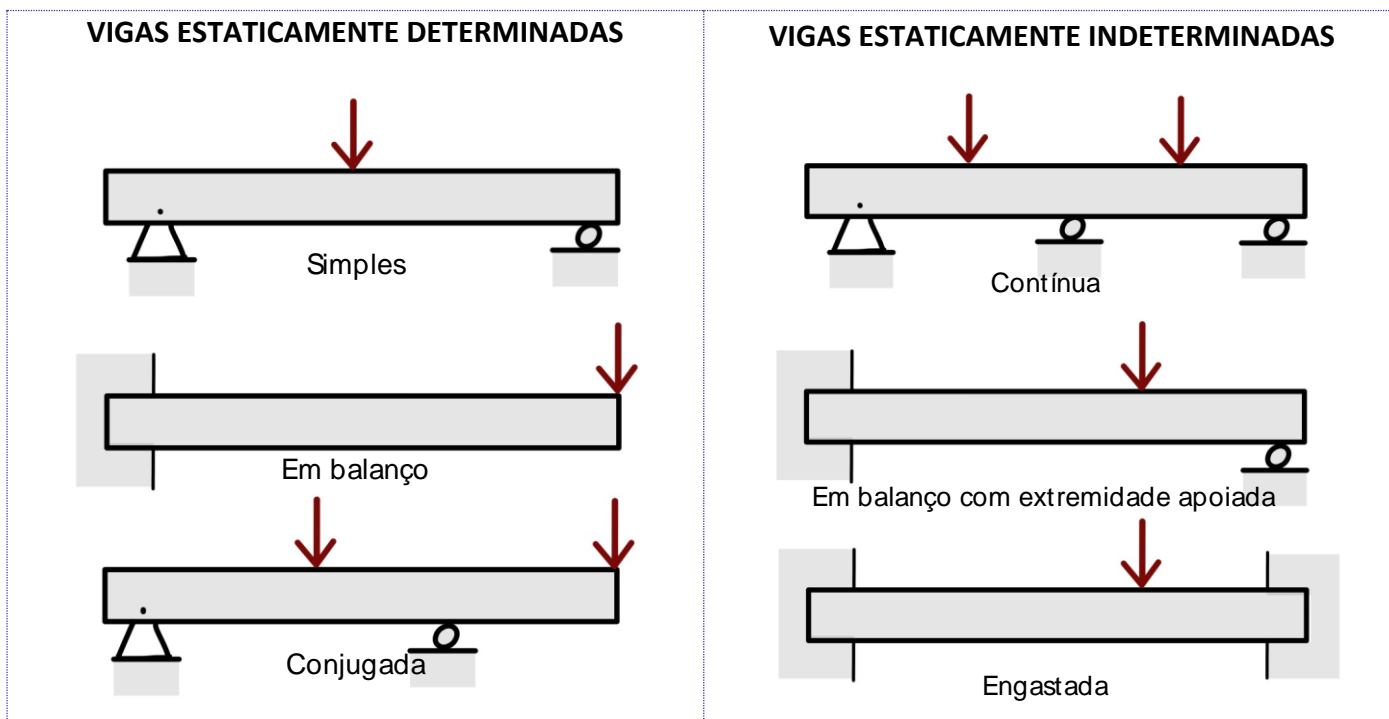 VIGAS ESTATICAMENTE DETERMINADAS
Simples
Em balanço
Conjugada
VIGAS ESTATICAMENTE INDETERMINADAS
Contínua
Em balanço com extremidade apoiada
Engastada